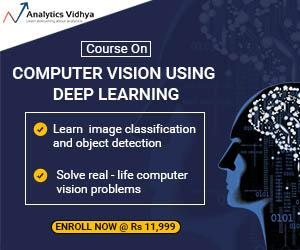 Analytics Vidhya
Learn everything about analytics
Course On
COMPUTER VISION USING
DEEP LEARNING
Learn image classification
and object detection
Solve real - life computer
vision problems
ENROLL NOW @ Rs 11,999